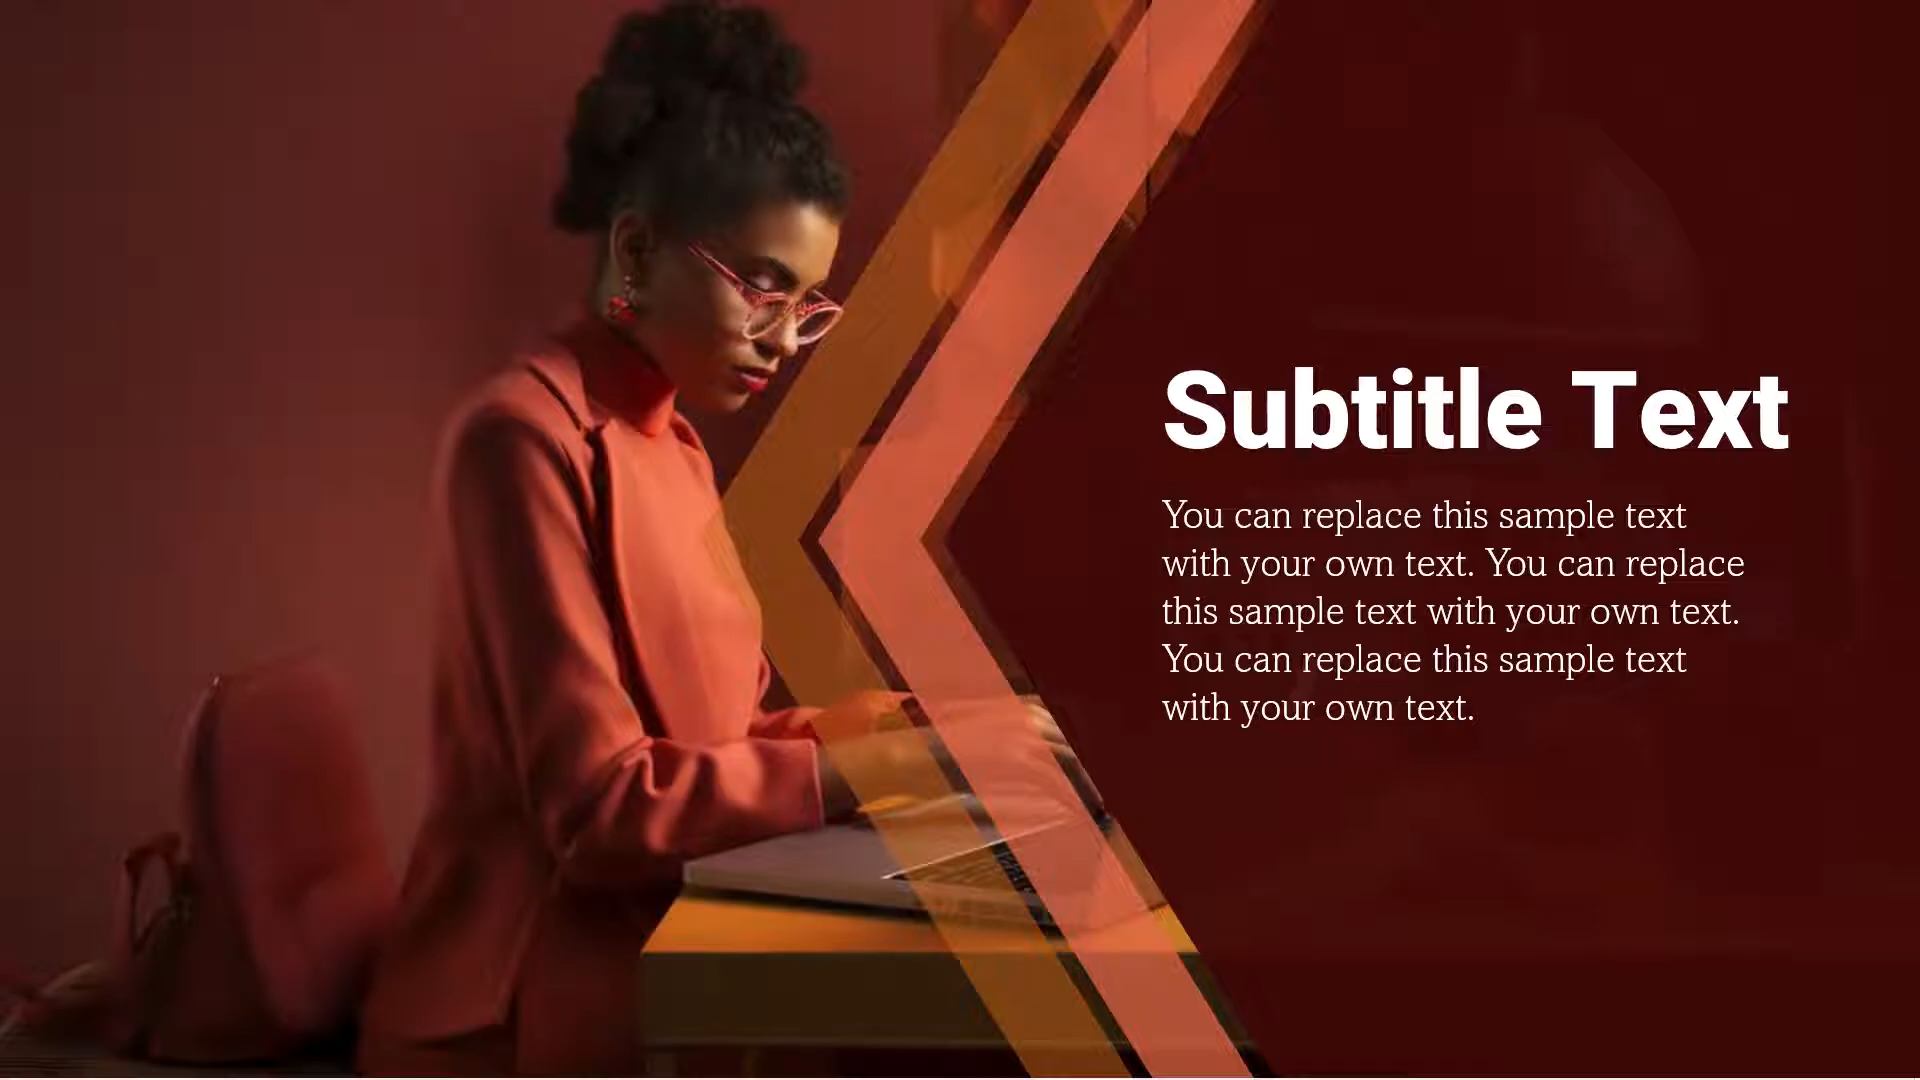 Subtitle Text
You can replace this sample text
with your own text. You can replace
this sample text with your own text.
You can replace this sample text
with your own text.